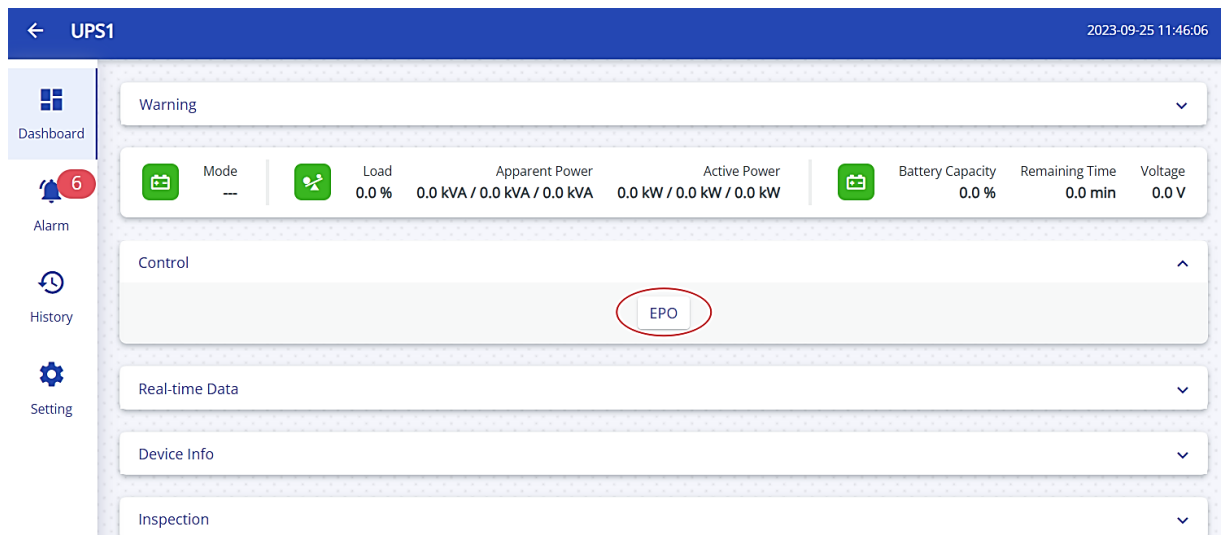 UPS1
2023-09-25 11:46:06
Dashboard
6
Alarm
History
Setting
Warning
Mode
---
Load
0.0 %
Apparent Power
0.0 kVA / 0.0 kVA / 0.0 kVA
Active Power
0.0 kW / 0.0 kW / 0.0 kW
Battery Capacity
0.0 %
Remaining Time
0.0 min
Voltage
0.0 V
Control
EPO
Real-time Data
Device Info
Inspection